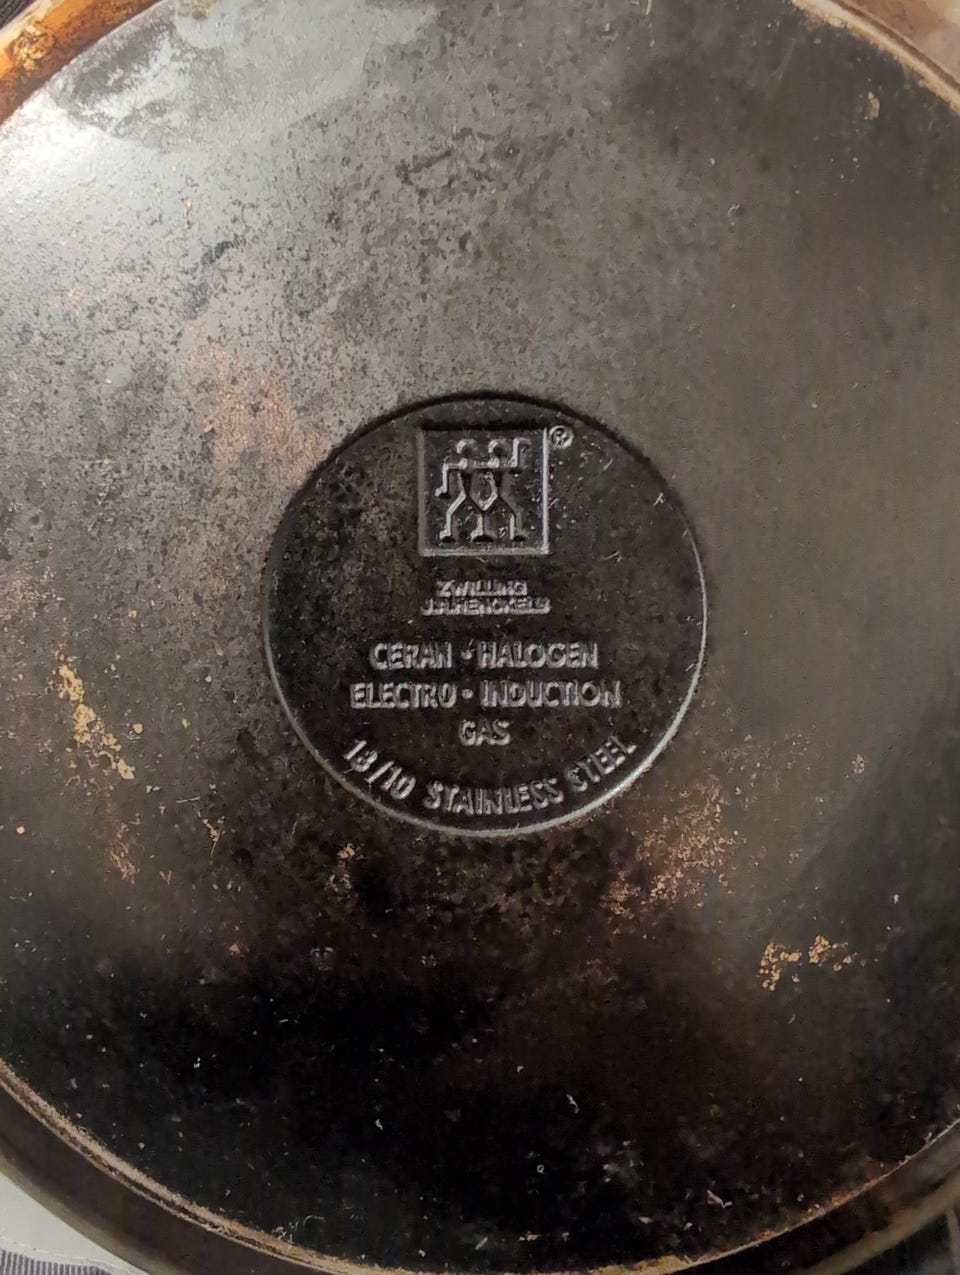 ®
ZWILLING
J.A.HENCKELS
CERAN · HALOGEN
ELECTRO · INDUCTION
GAS
18/10 STAINLESS STEEL